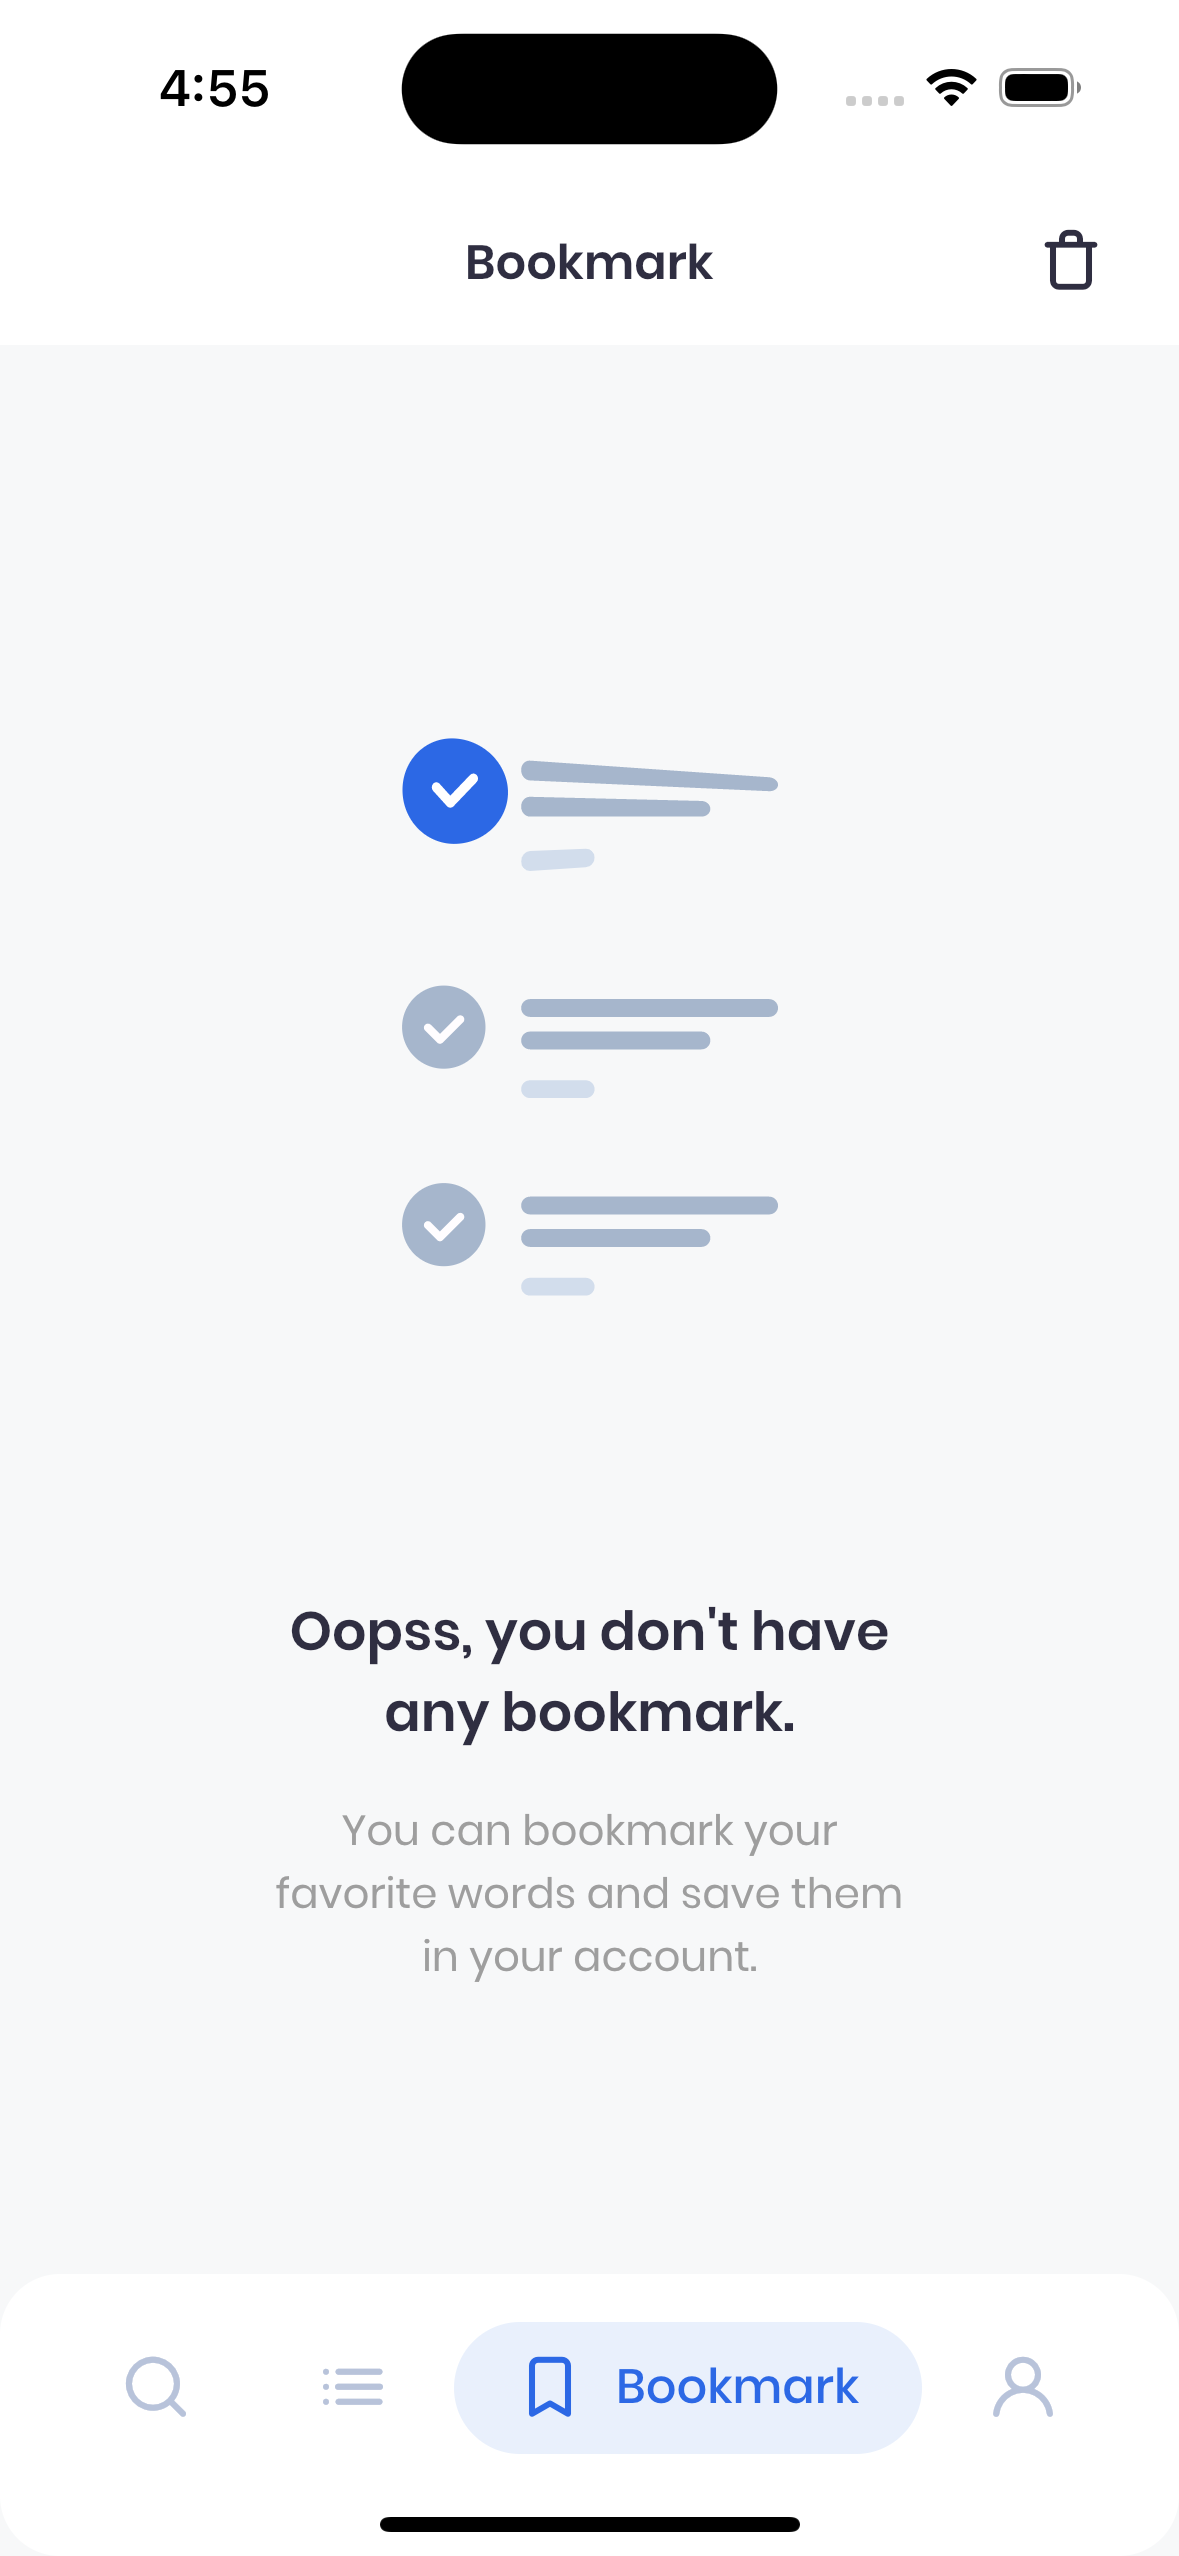 4:55
Bookmark
Oopss, you don't have
any bookmark.
You can bookmark your
favorite words and save them
in your account.
Bookmark